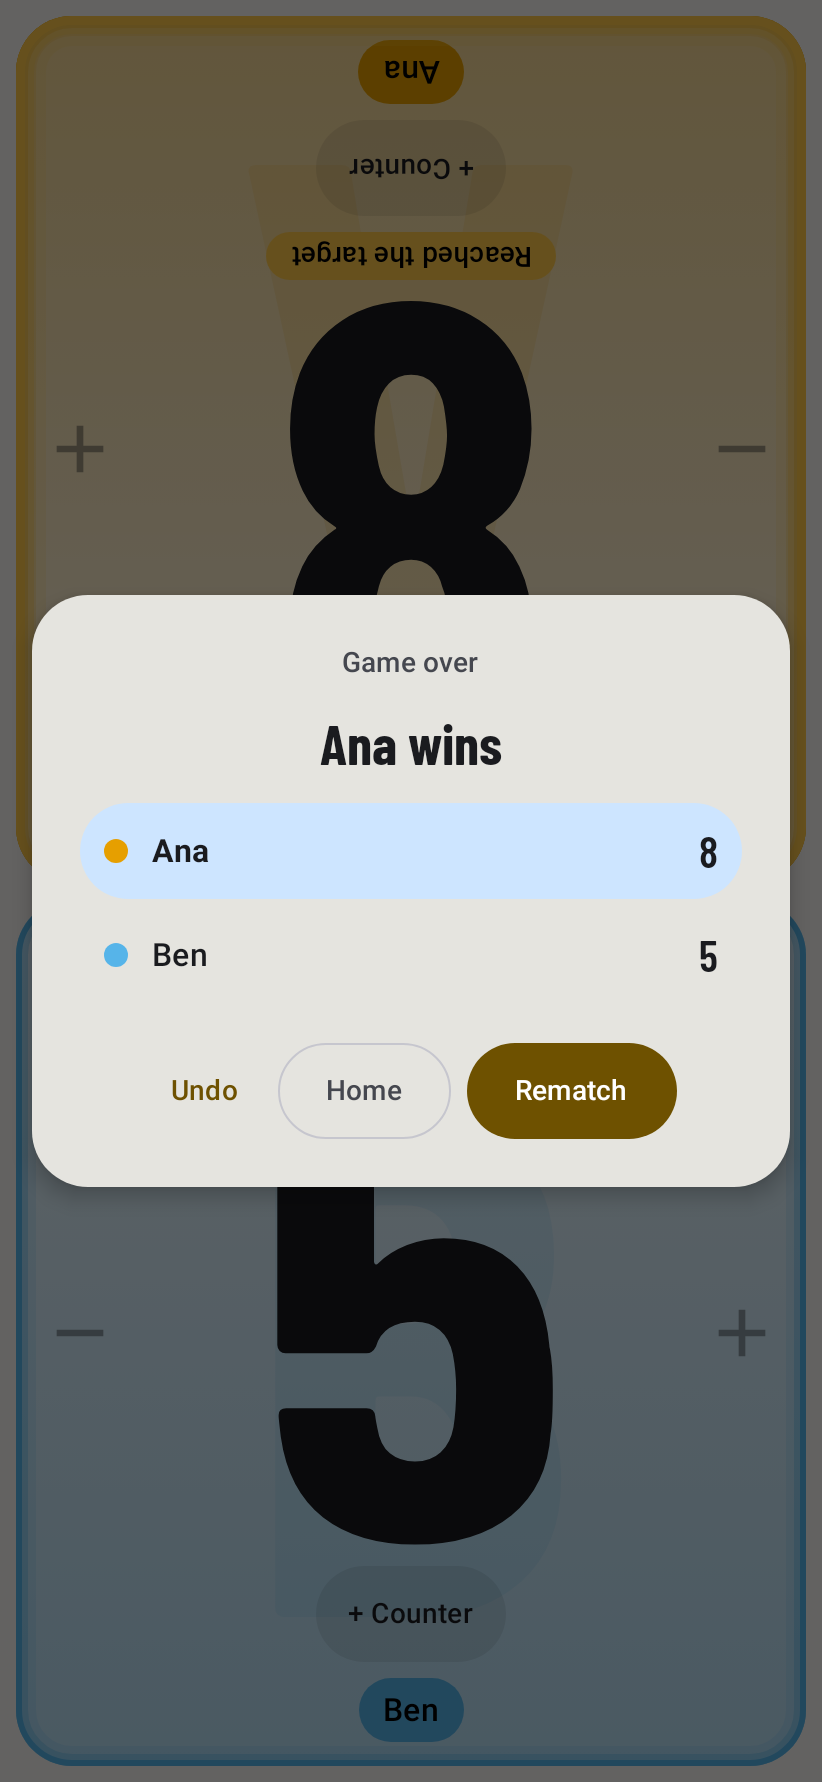 Ana
+ Counter
Reached the target
8
Game over
Ana wins
Ana 8
Ben 5
Undo Home Rematch
5
+ Counter
Ben